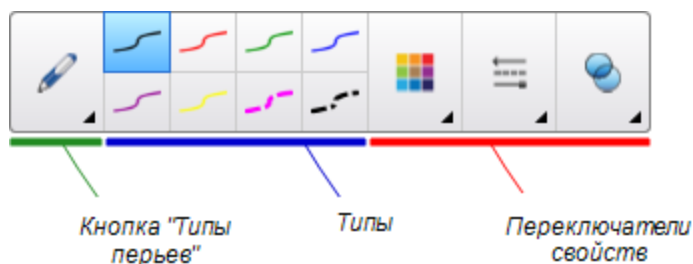 Кнопка "Типы
перьев"
Типы
Переключатели
свойств